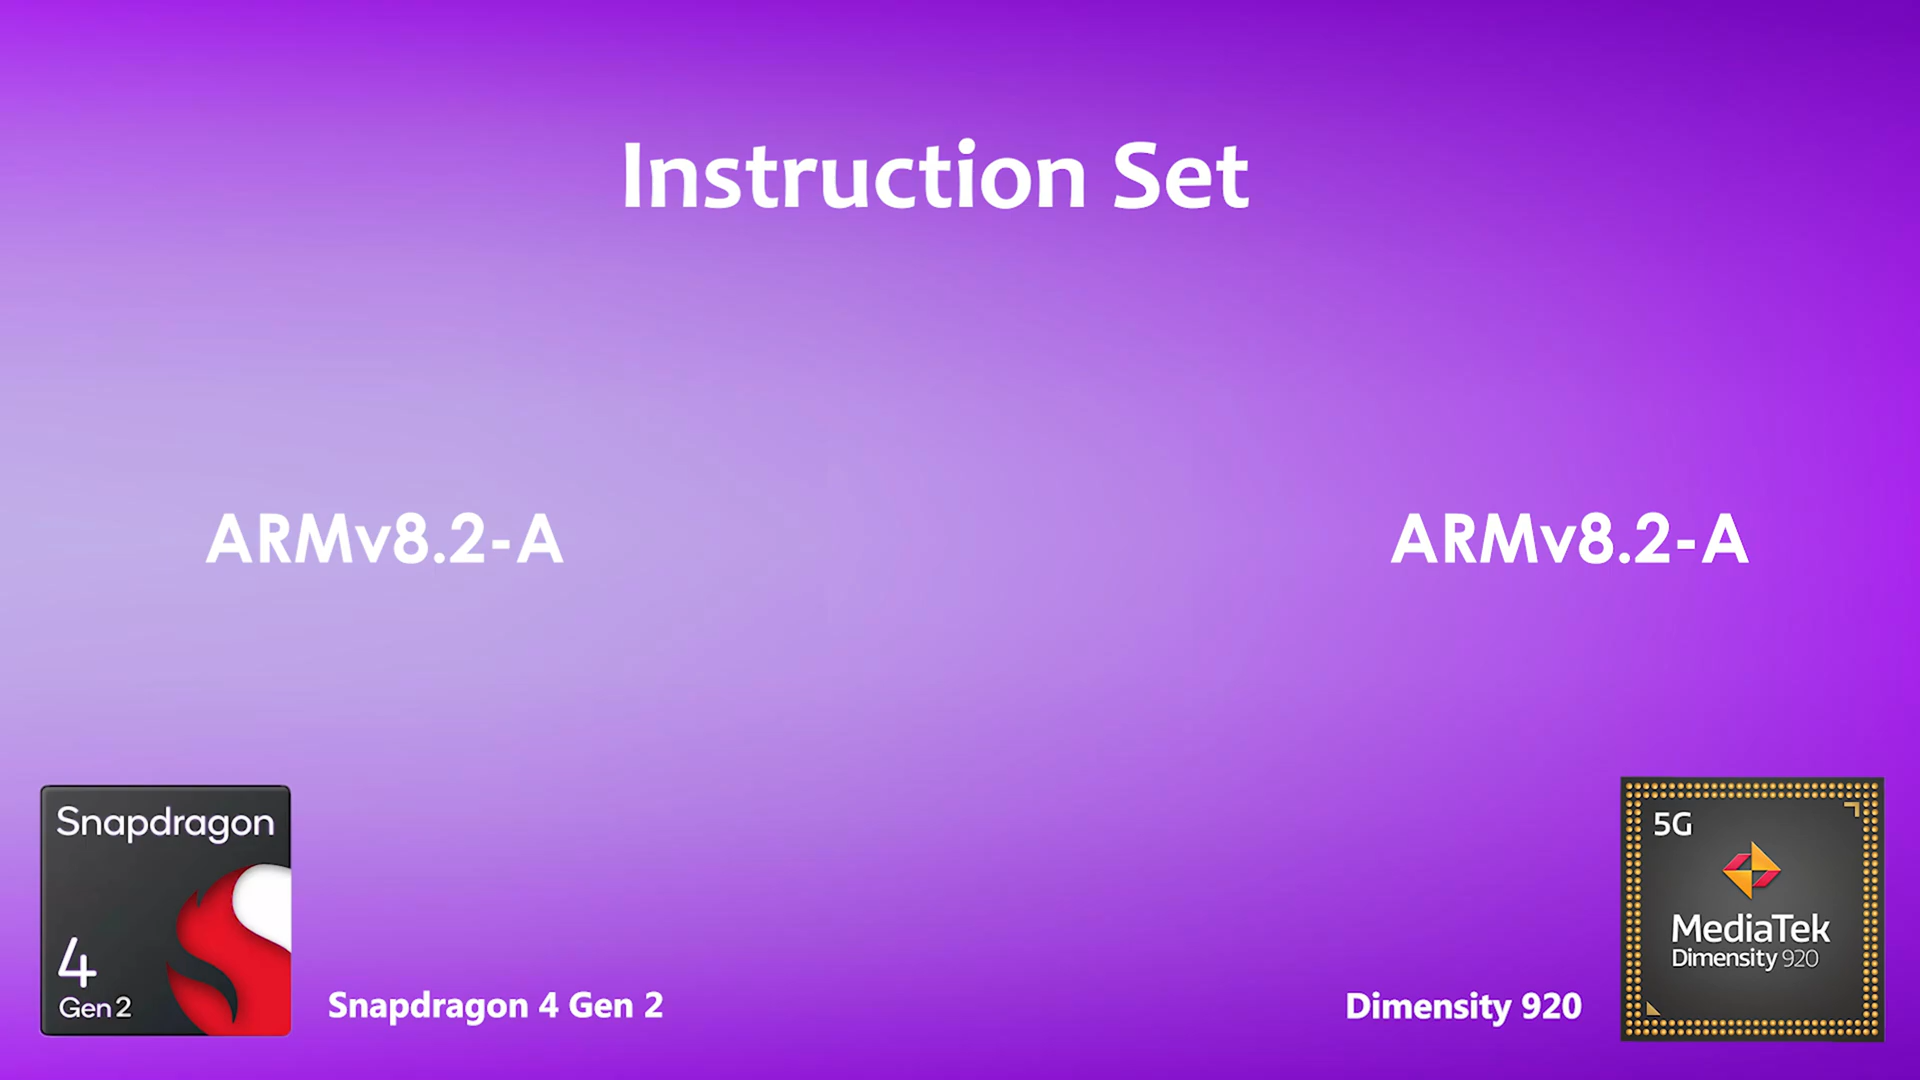 Instruction Set
ARMv8.2-A
ARMv8.2-A
Snapdragon
4
Gen 2
Snapdragon 4 Gen 2
Dimensity 920
5G
MediaTek
Dimensity 920